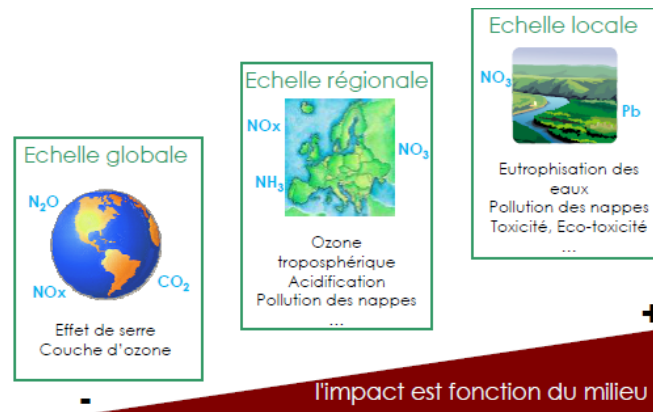 Echelle globale
N₂O
NOx
CO₂
Effet de serre
Couche d'ozone
Echelle régionale
NOx
NO₃
NH₃
Ozone
troposphérique
Acidification
Pollution des nappes
...
Echelle locale
NO₃
Pb
Eutrophisation des
eaux
Pollution des nappes
Toxicité, Eco-toxicité
...
-
+
l'impact est fonction du milieu